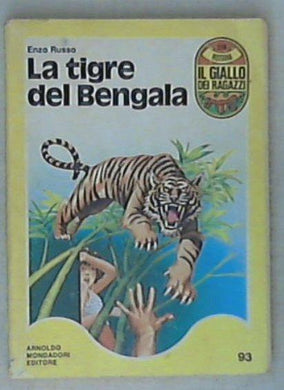 Enzo Russo
La tigre
del Bengala
IL GIALLO
DEI RAGAZZI
ARNOLDO
MONDADORI
EDITORE
93